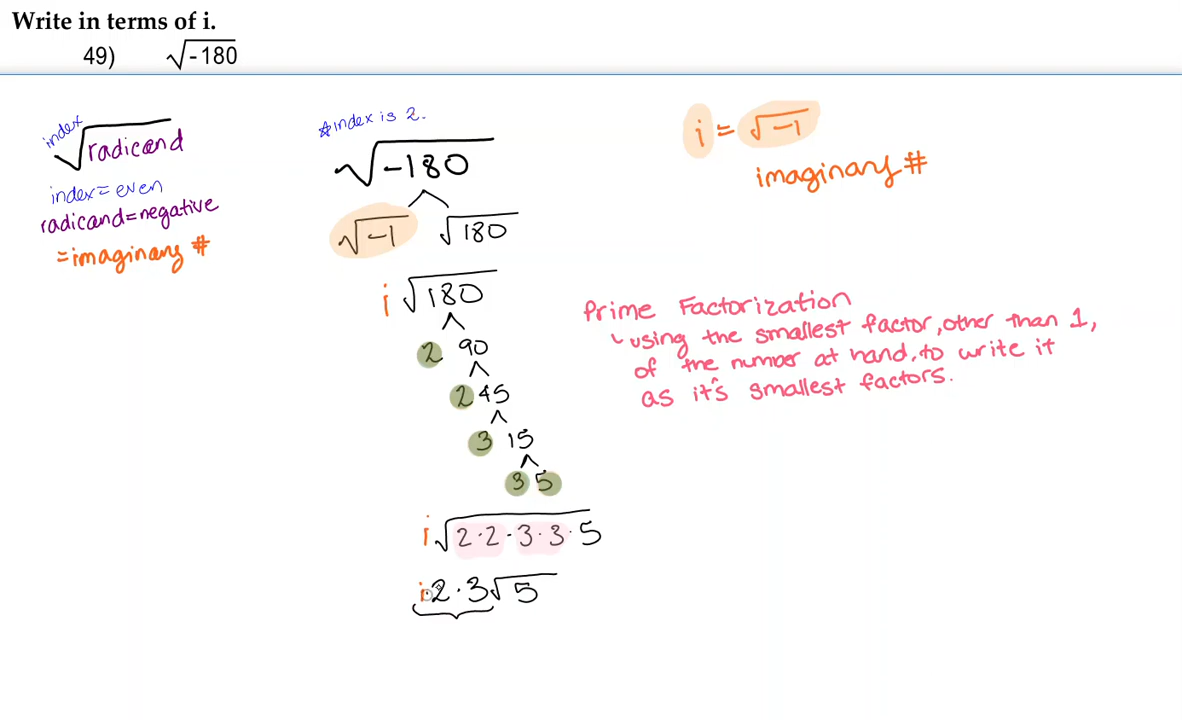 Write in terms of i.
49) √-180
index √radicand
index=even
radicand=negative
=imaginary #
*index is 2.
√-180
√-1 √180
i√180
2 90
2 45
3 15
3 5
i√2·2·3·3·5
i2·3√5
i = √-1
imaginary #
Prime Factorization
↳using the smallest factor, other than 1,
of the number at hand, to write it
as it's smallest factors.